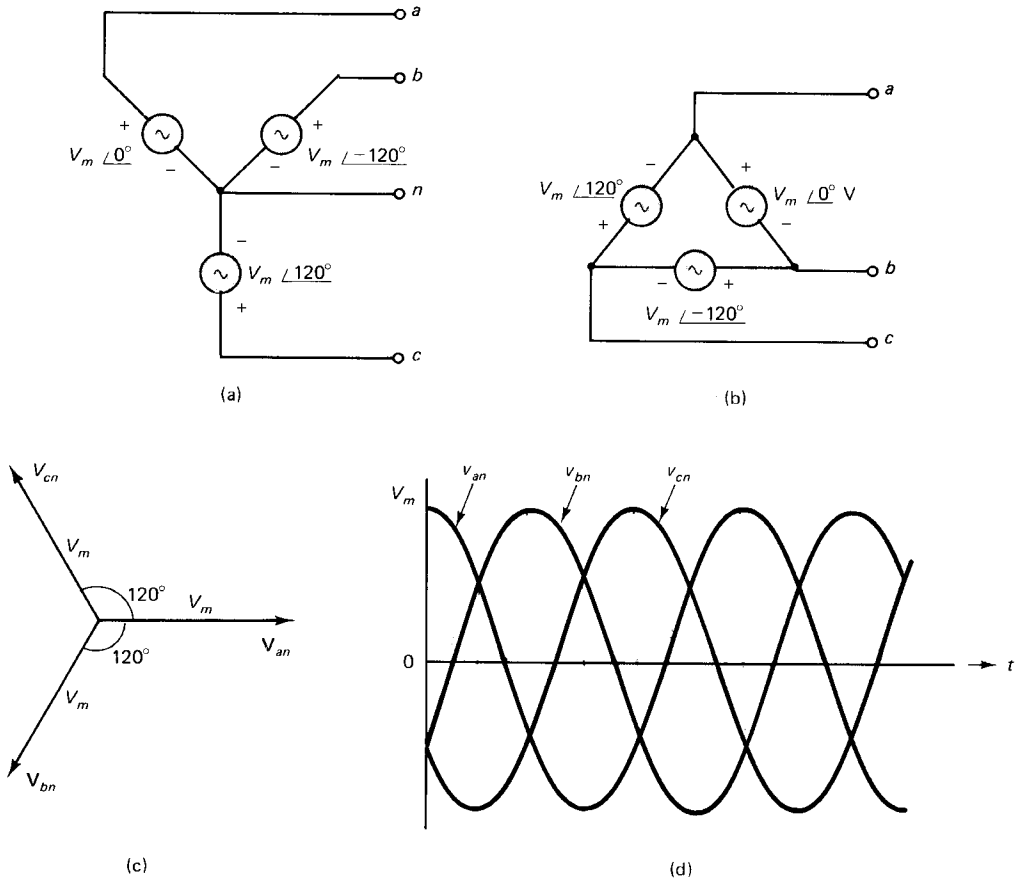 a
b
+
+
V_m ∠0°
−
−
V_m ∠−120°
n
−
V_m ∠120°
+
c
(a)
a
−
+
V_m ∠120°
V_m ∠0° V
+
−
−
+
b
V_m ∠−120°
c
(b)
V_cn
V_m
120°
V_m
V_an
120°
V_m
V_bn
(c)
V_m
v_an
v_bn
v_cn
0
t
(d)